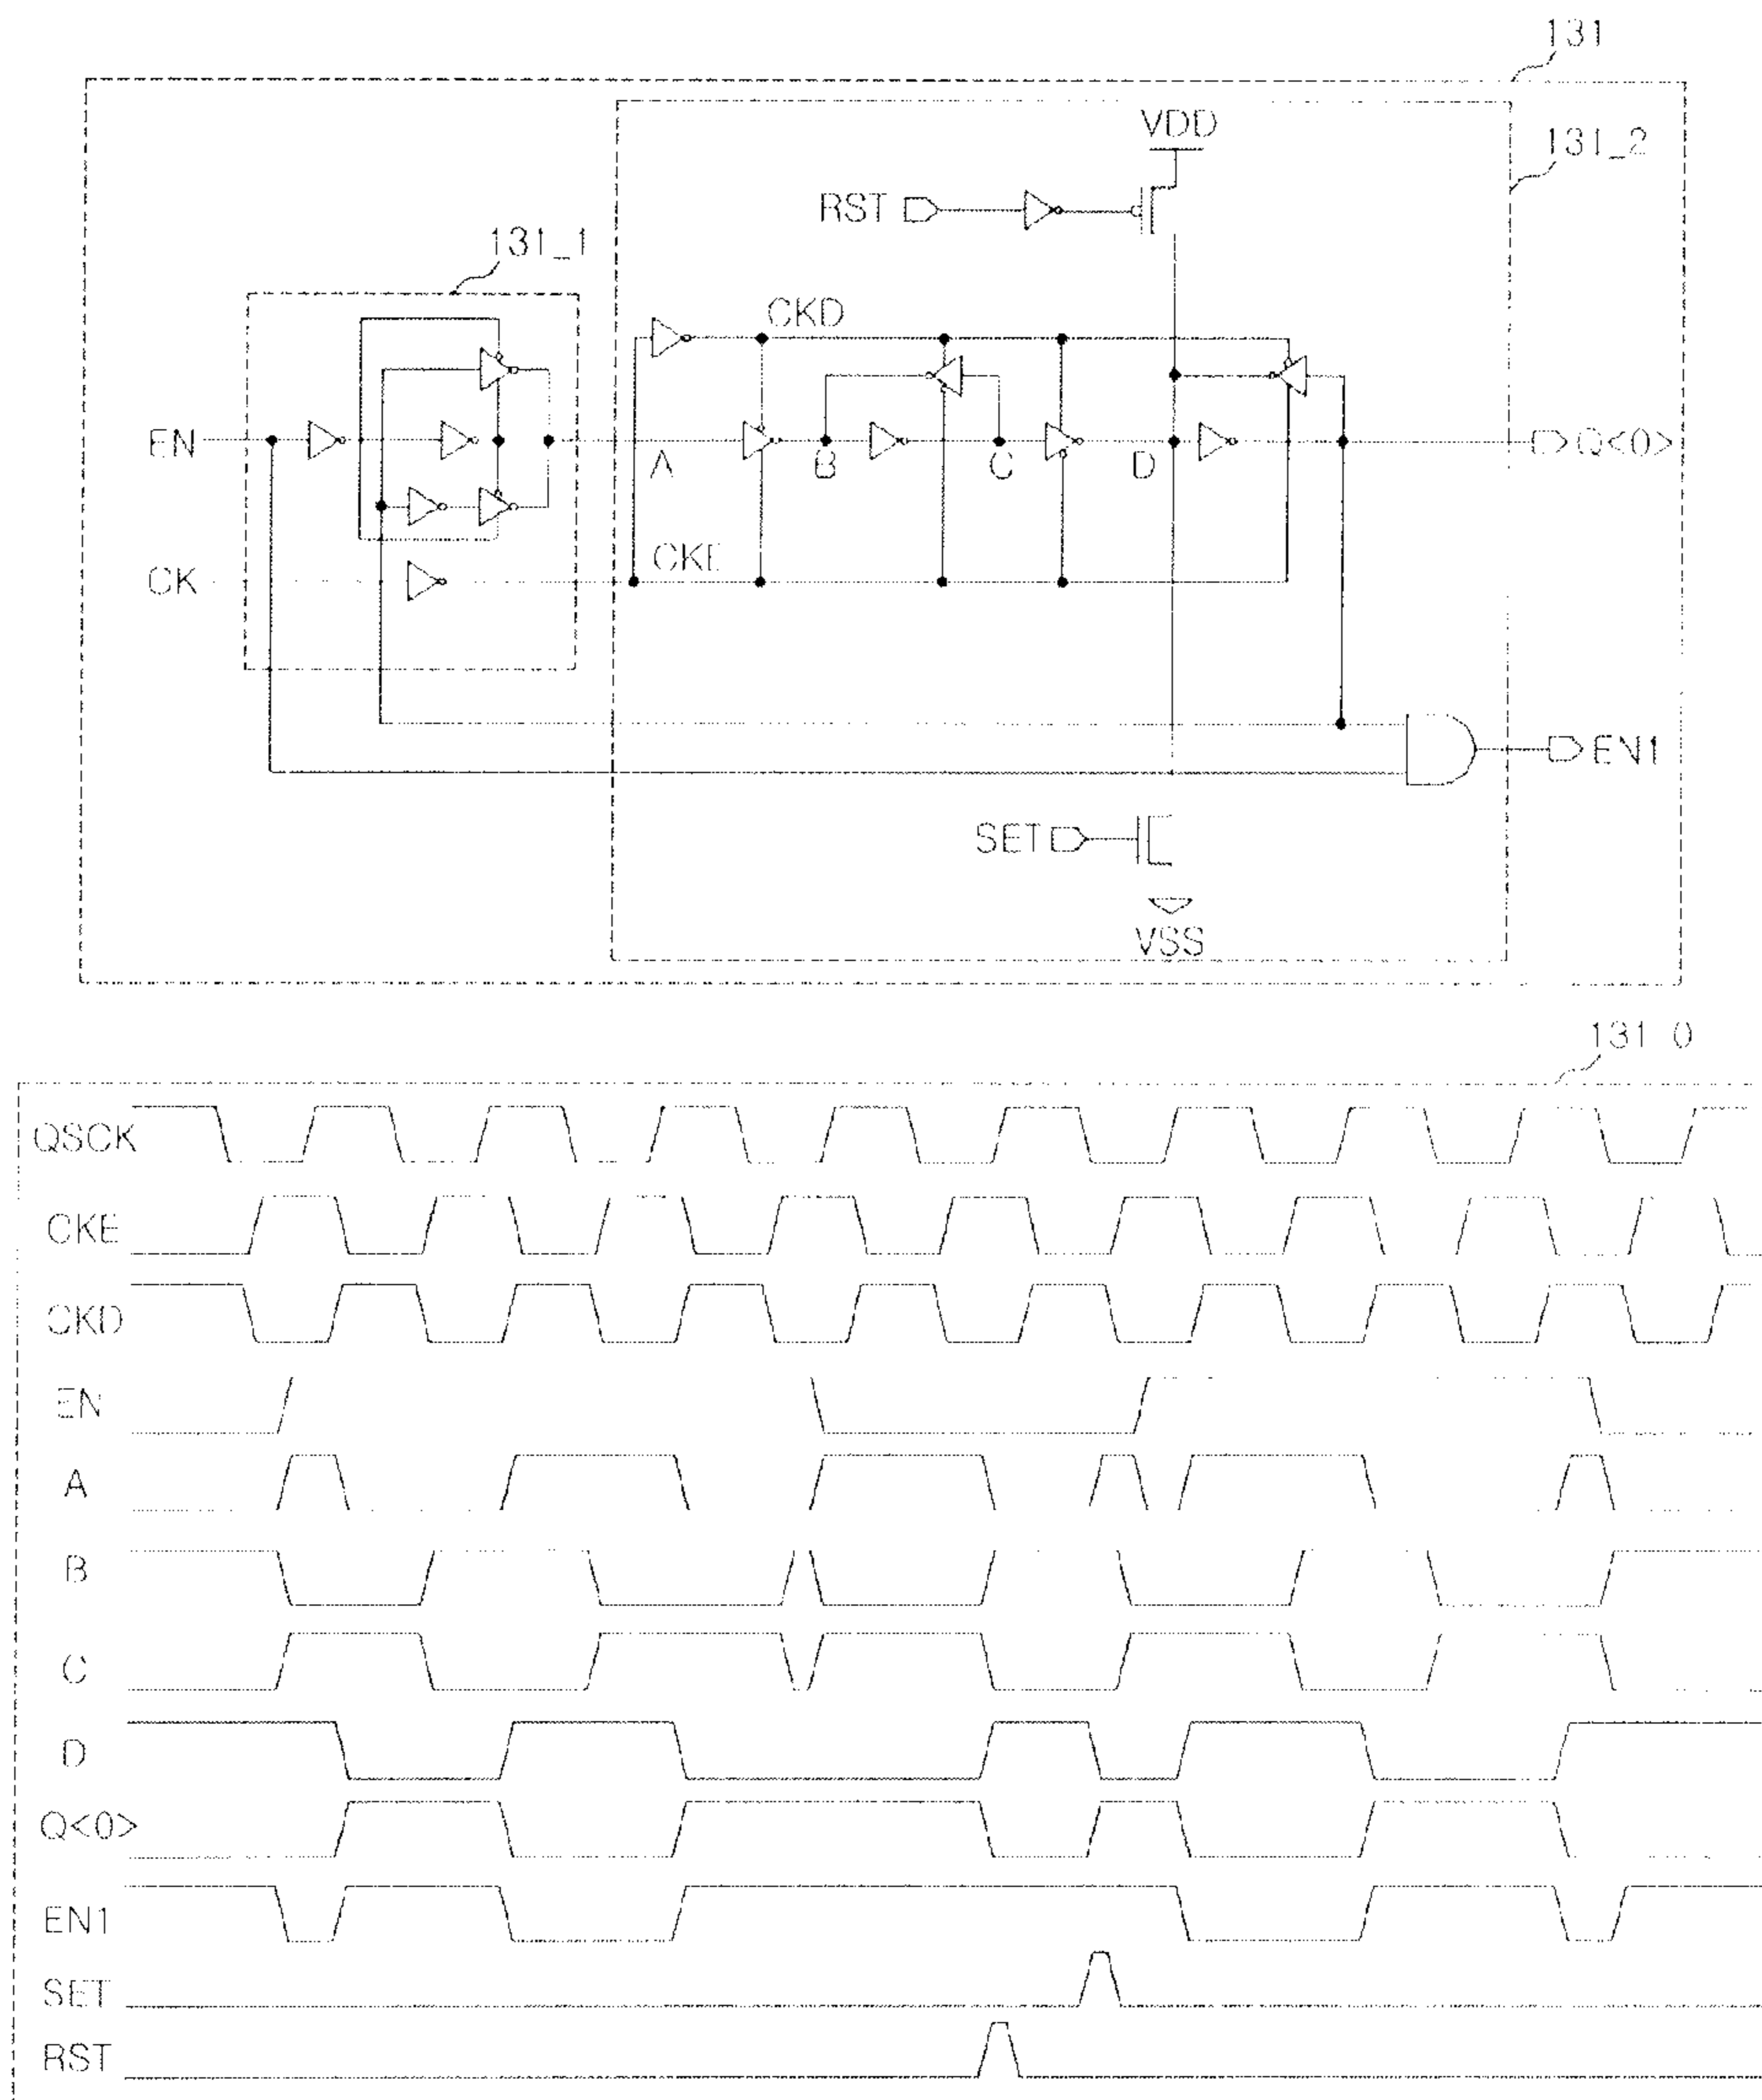 131
VDD
131_2
RST
131_1
CKD
EN
A
B
C
D
Q<0>
CK
CKE
EN1
SET
VSS
131_0
QSCK
CKE
CKD
EN
A
B
C
D
Q<0>
EN1
SET
RST